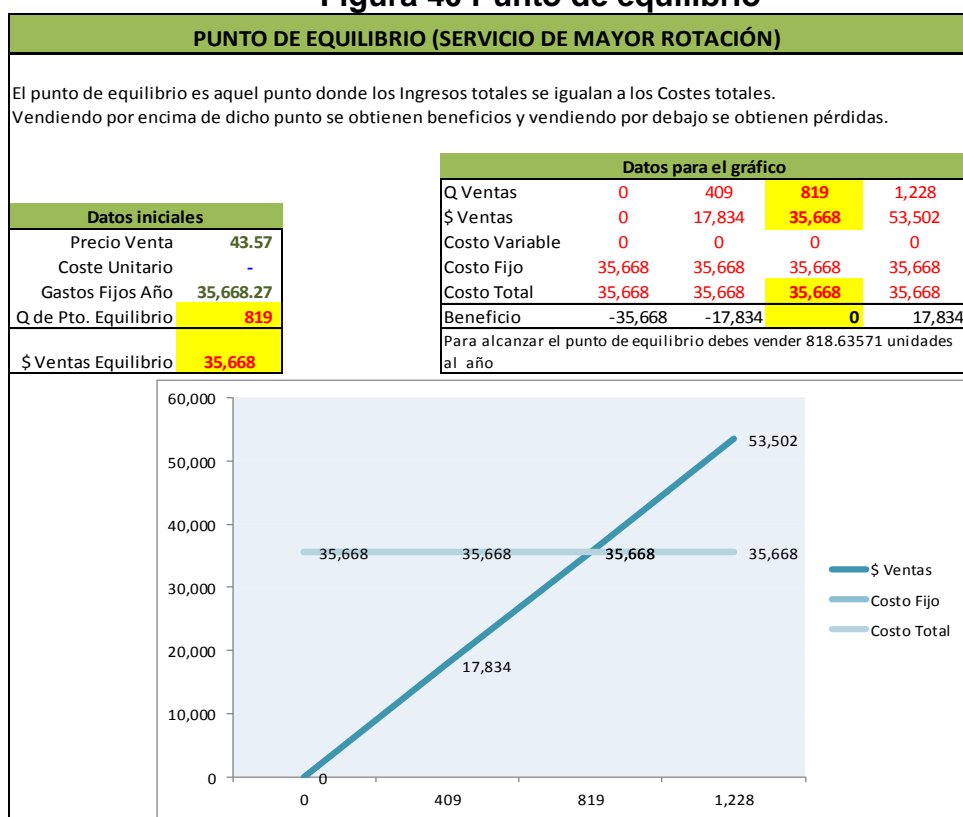 Figura 40 Punto de equilibrio
PUNTO DE EQUILIBRIO (SERVICIO DE MAYOR ROTACIÓN)
El punto de equilibrio es aquel punto donde los Ingresos totales se igualan a los Costes totales.
Vendiendo por encima de dicho punto se obtienen beneficios y vendiendo por debajo se obtienen pérdidas.
Datos iniciales
Precio Venta 43.57
Coste Unitario -
Gastos Fijos Año 35,668.27
Q de Pto. Equilibrio 819
$ Ventas Equilibrio 35,668
Datos para el gráfico
Q Ventas 0 409 819 1,228
$ Ventas 0 17,834 35,668 53,502
Costo Variable 0 0 0 0
Costo Fijo 35,668 35,668 35,668 35,668
Costo Total 35,668 35,668 35,668 35,668
Beneficio -35,668 -17,834 0 17,834
Para alcanzar el punto de equilibrio debes vender 818.63571 unidades
al año
60,000
50,000
40,000
30,000
20,000
10,000
0
53,502
35,668 35,668 35,668 35,668
17,834
0
0 409 819 1,228
$ Ventas
Costo Fijo
Costo Total